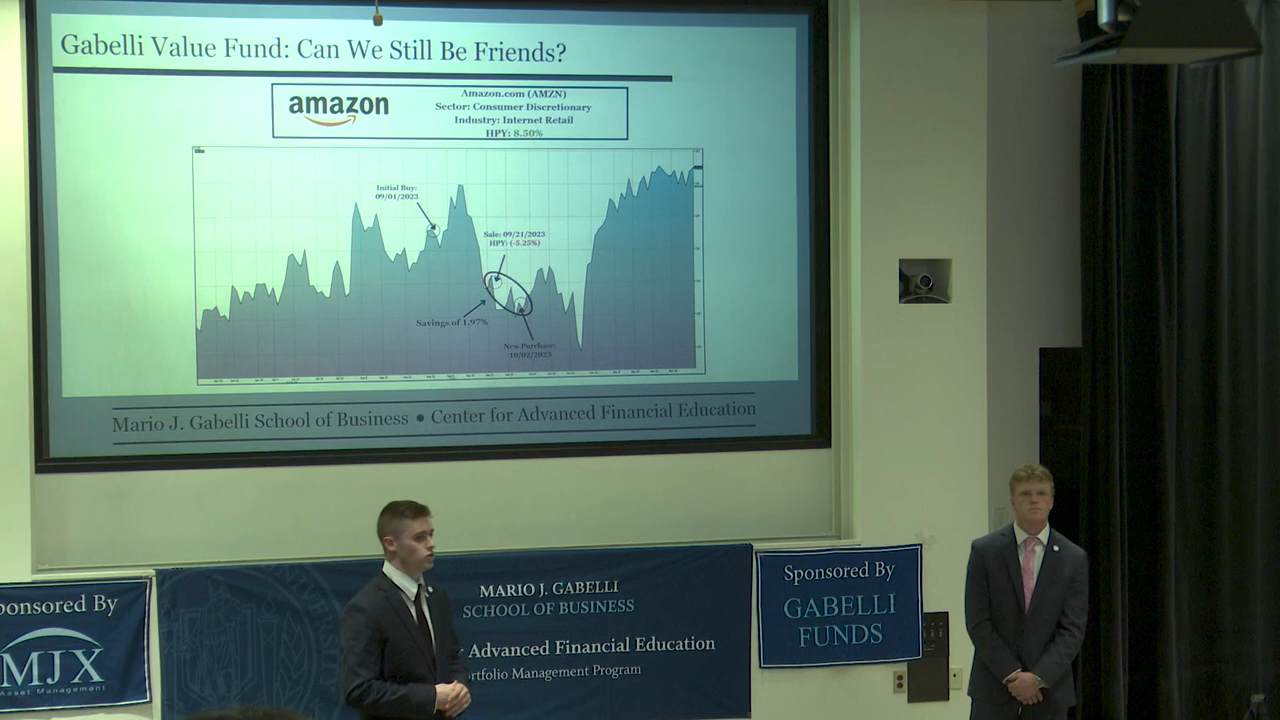 Gabelli Value Fund: Can We Still Be Friends?
amazon
Amazon.com (AMZN)
Sector: Consumer Discretionary
Industry: Internet Retail
HPY: 8.50%
Initial Buy:
09/01/2023
Sale: 09/21/2023
HPY: (-5.25%)
Savings of 1.97%
New Purchase:
10/02/2023
Mario J. Gabelli School of Business • Center for Advanced Financial Education
ponsored By
MJX
Asset Management
MARIO J. GABELLI
SCHOOL OF BUSINESS
Advanced Financial Education
ortfolio Management Program
Sponsored By
GABELLI
FUNDS